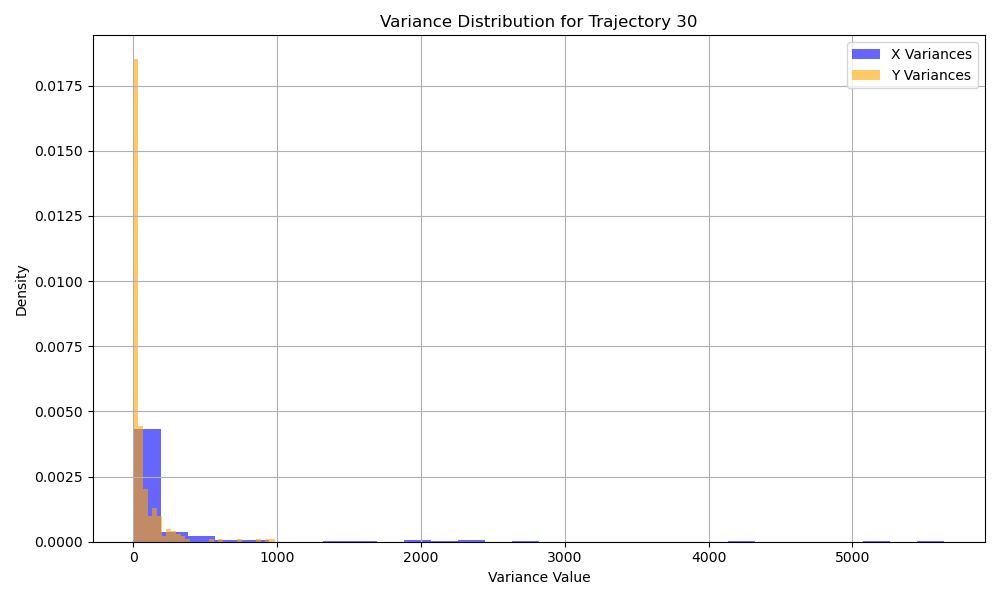 Variance Distribution for Trajectory 30
X Variances
Y Variances
Density
0.0175
0.0150
0.0125
0.0100
0.0075
0.0050
0.0025
0.0000
0 1000 2000 3000 4000 5000
Variance Value